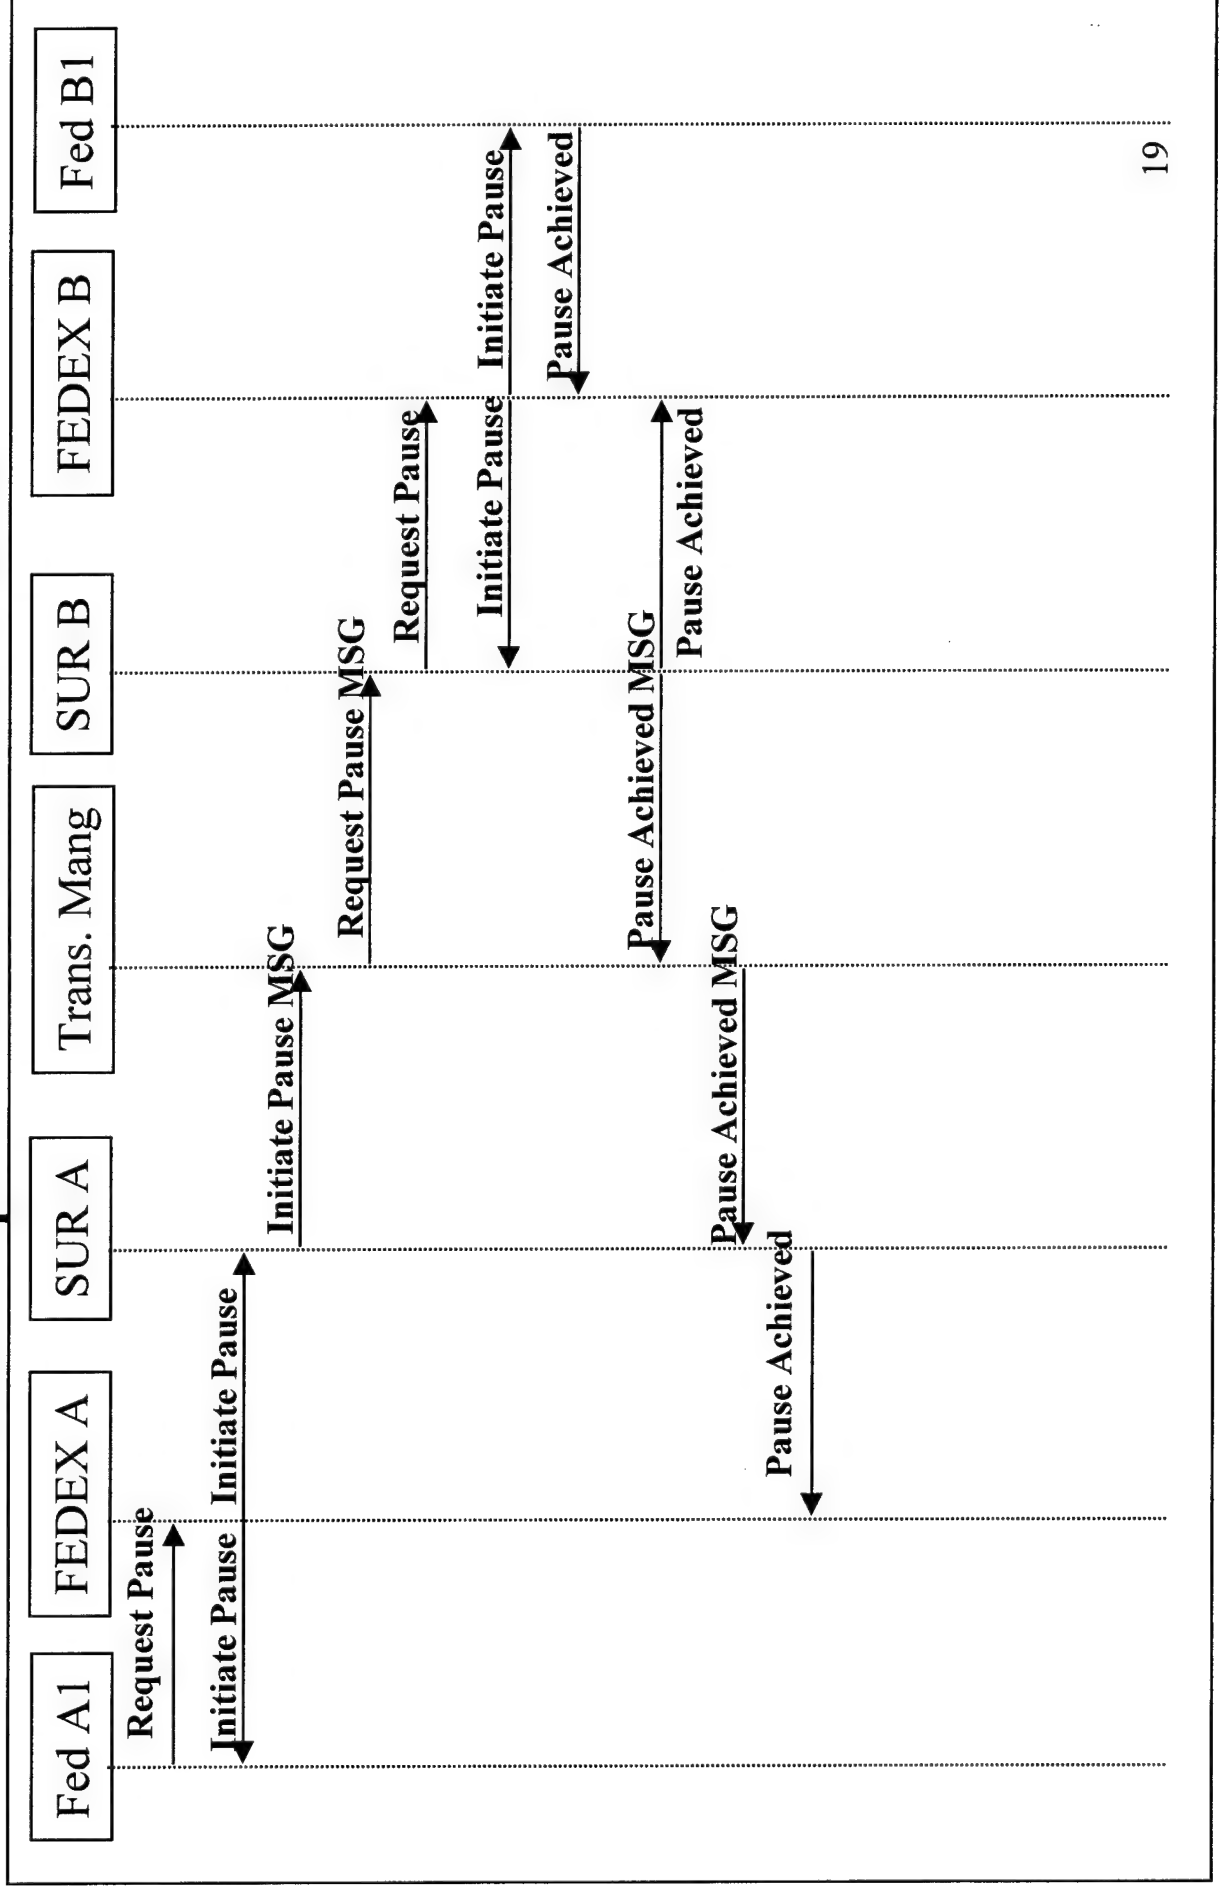 Fed A1
FEDEX A
SUR A
Trans. Mang
SUR B
FEDEX B
Fed B1
Request Pause
Initiate Pause
Initiate Pause
Initiate Pause MSG
Request Pause MSG
Request Pause
Initiate Pause
Initiate Pause
Pause Achieved
Pause Achieved MSG
Pause Achieved
Pause Achieved MSG
Pause Achieved
19